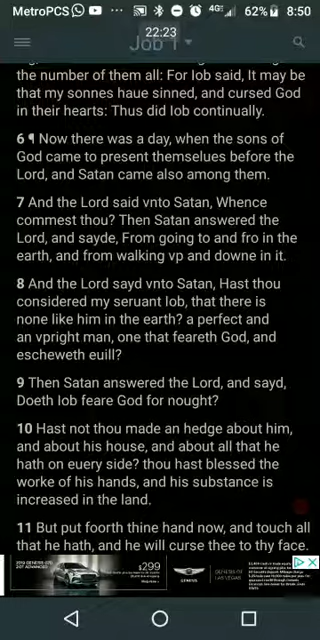 MetroPCS
4G
62%
8:50
22:23
Job 1
the number of them all: For Iob said, It may be
that my sonnes haue sinned, and cursed God
in their hearts: Thus did Iob continually.
6 ¶ Now there was a day, when the sons of
God came to present themselues before the
Lord, and Satan came also among them.
7 And the Lord said vnto Satan, Whence
commest thou? Then Satan answered the
Lord, and sayde, From going to and fro in the
earth, and from walking vp and downe in it.
8 And the Lord sayd vnto Satan, Hast thou
considered my seruant Iob, that there is
none like him in the earth? a perfect and
an vpright man, one that feareth God, and
escheweth euill?
9 Then Satan answered the Lord, and sayd,
Doeth Iob feare God for nought?
10 Hast not thou made an hedge about him,
and about his house, and about all that he
hath on euery side? thou hast blessed the
worke of his hands, and his substance is
increased in the land.
11 But put foorth thine hand now, and touch all
that he hath, and he will curse thee to thy face.
$299
GENESIS
GENESIS OF
LAS VEGAS